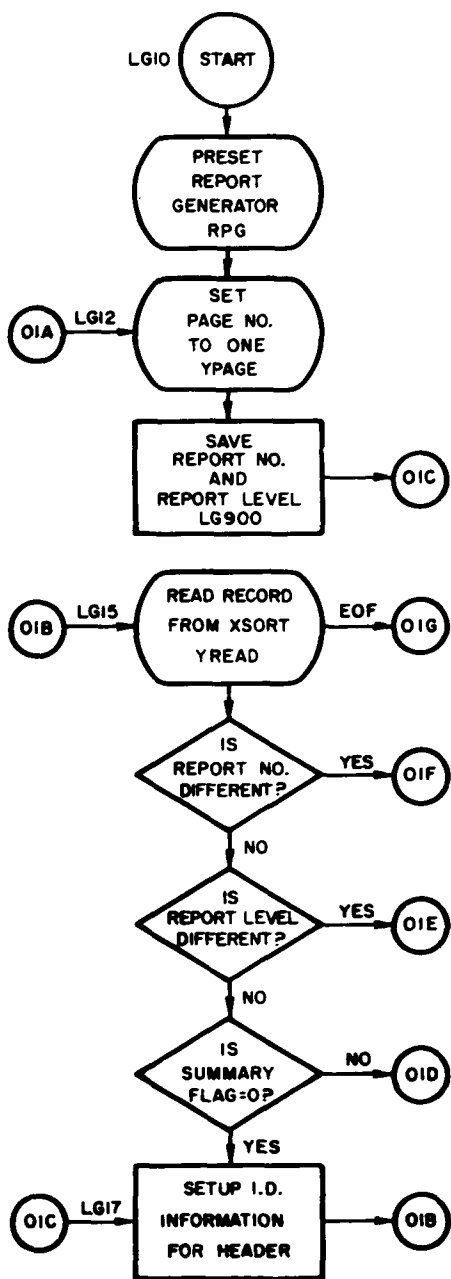 LG10
START
PRESET
REPORT
GENERATOR
RPG
01A
LG12
SET
PAGE NO.
TO ONE
YPAGE
SAVE
REPORT NO.
AND
REPORT LEVEL
LG900
01C
01B
LG15
READ RECORD
FROM XSORT
YREAD
EOF
01G
IS
REPORT NO.
DIFFERENT?
YES
01F
NO
IS
REPORT LEVEL
DIFFERENT?
YES
01E
NO
IS
SUMMARY
FLAG=0?
NO
01D
YES
01C
LG17
SETUP I.D.
INFORMATION
FOR HEADER
01B